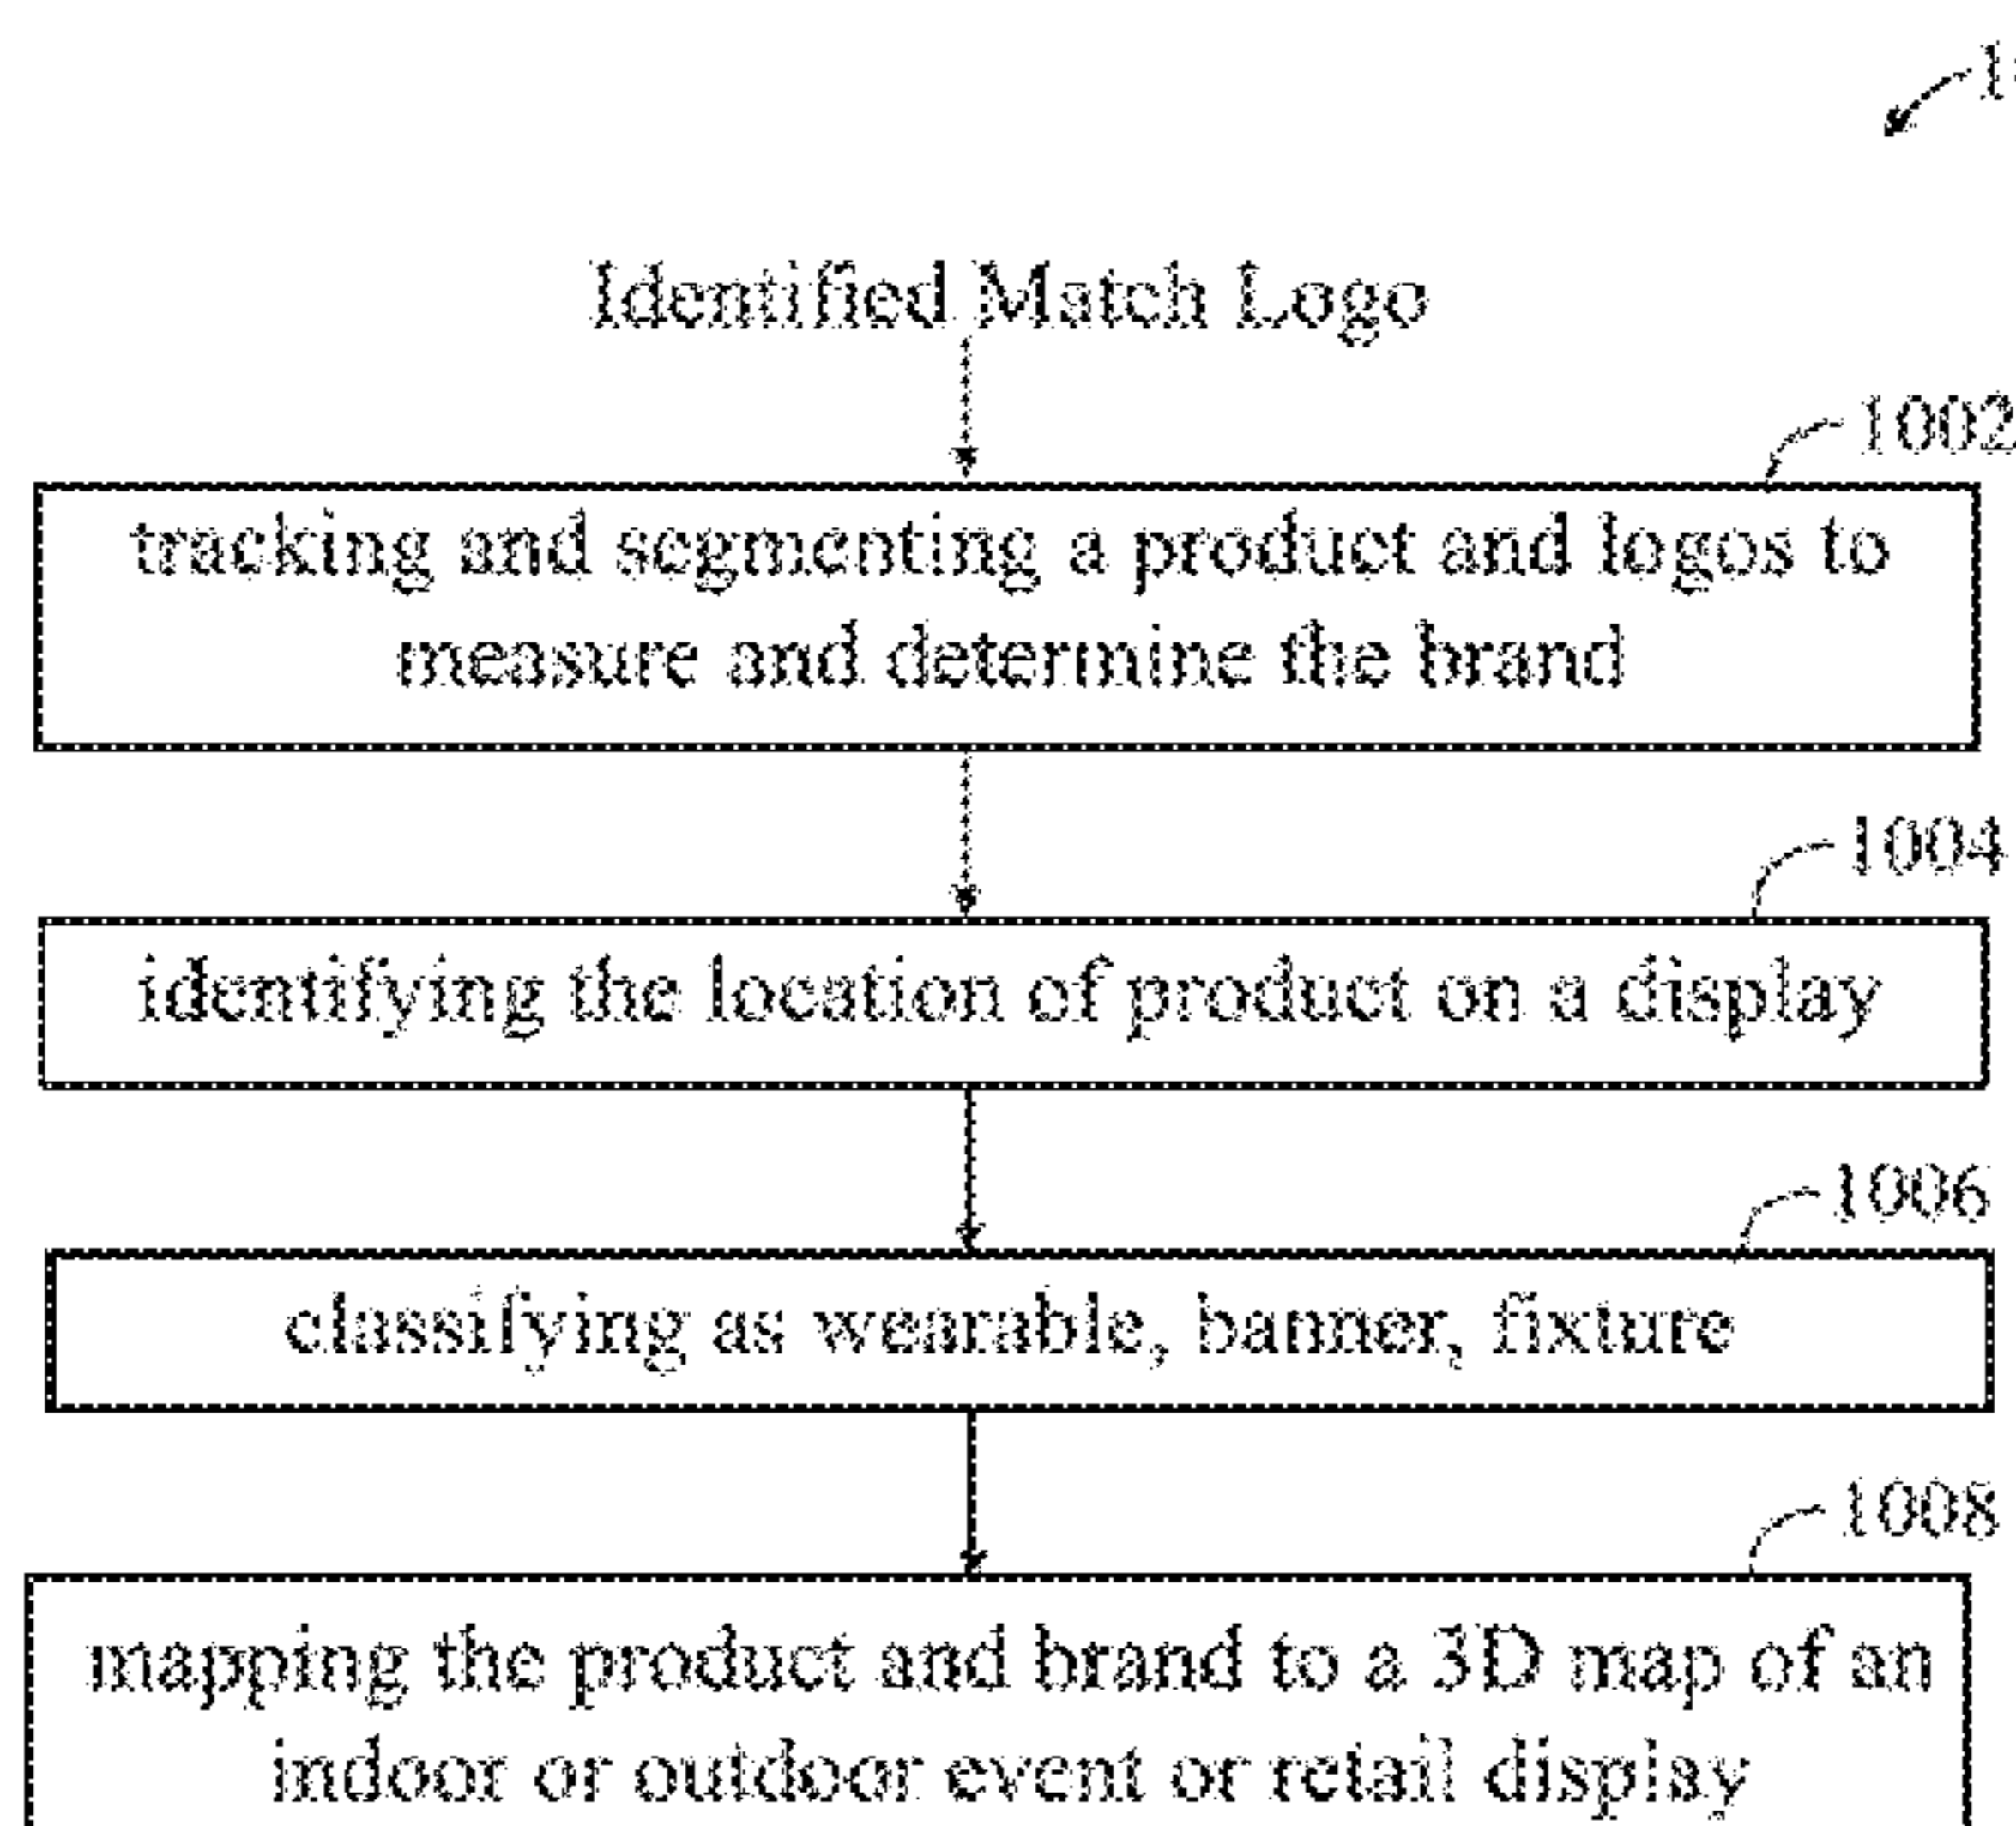 Identified Match Logo
1002
tracking and segmenting a product and logos to
measure and determine the brand
1004
identifying the location of product on a display
1006
classifying as wearable, banner, fixture
1008
mapping the product and brand to a 3D map of an
indoor or outdoor event or retail display